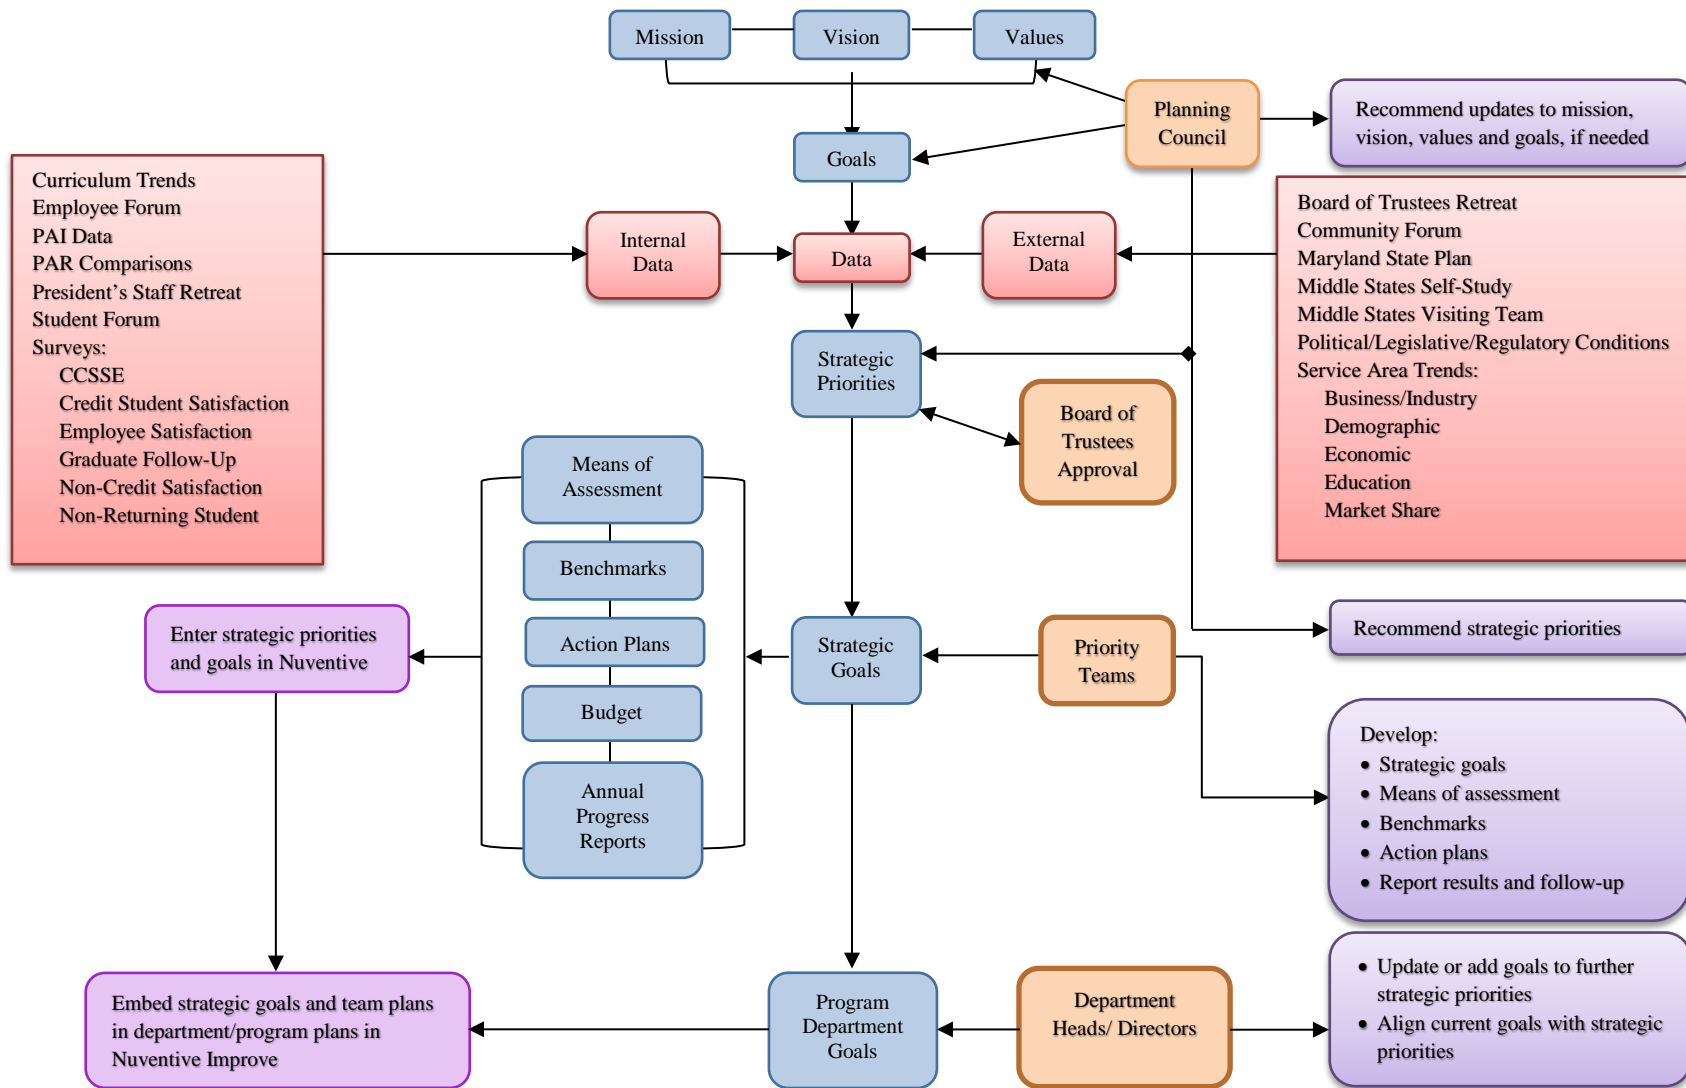 Mission
Vision
Values
Planning
Council
Recommend updates to mission,
vision, values and goals, if needed
Goals
Curriculum Trends
Employee Forum
PAI Data
PAR Comparisons
President’s Staff Retreat
Student Forum
Surveys:
CCSSE
Credit Student Satisfaction
Employee Satisfaction
Graduate Follow-Up
Non-Credit Satisfaction
Non-Returning Student
Internal
Data
Data
External
Data
Board of Trustees Retreat
Community Forum
Maryland State Plan
Middle States Self-Study
Middle States Visiting Team
Political/Legislative/Regulatory Conditions
Service Area Trends:
Business/Industry
Demographic
Economic
Education
Market Share
Strategic
Priorities
Board of
Trustees
Approval
Means of
Assessment
Benchmarks
Action Plans
Budget
Annual
Progress
Reports
Enter strategic priorities
and goals in Nuventive
Strategic
Goals
Priority
Teams
Recommend strategic priorities
Develop:
• Strategic goals
• Means of assessment
• Benchmarks
• Action plans
• Report results and follow-up
Embed strategic goals and team plans
in department/program plans in
Nuventive Improve
Program
Department
Goals
Department
Heads/ Directors
• Update or add goals to further
strategic priorities
• Align current goals with strategic
priorities